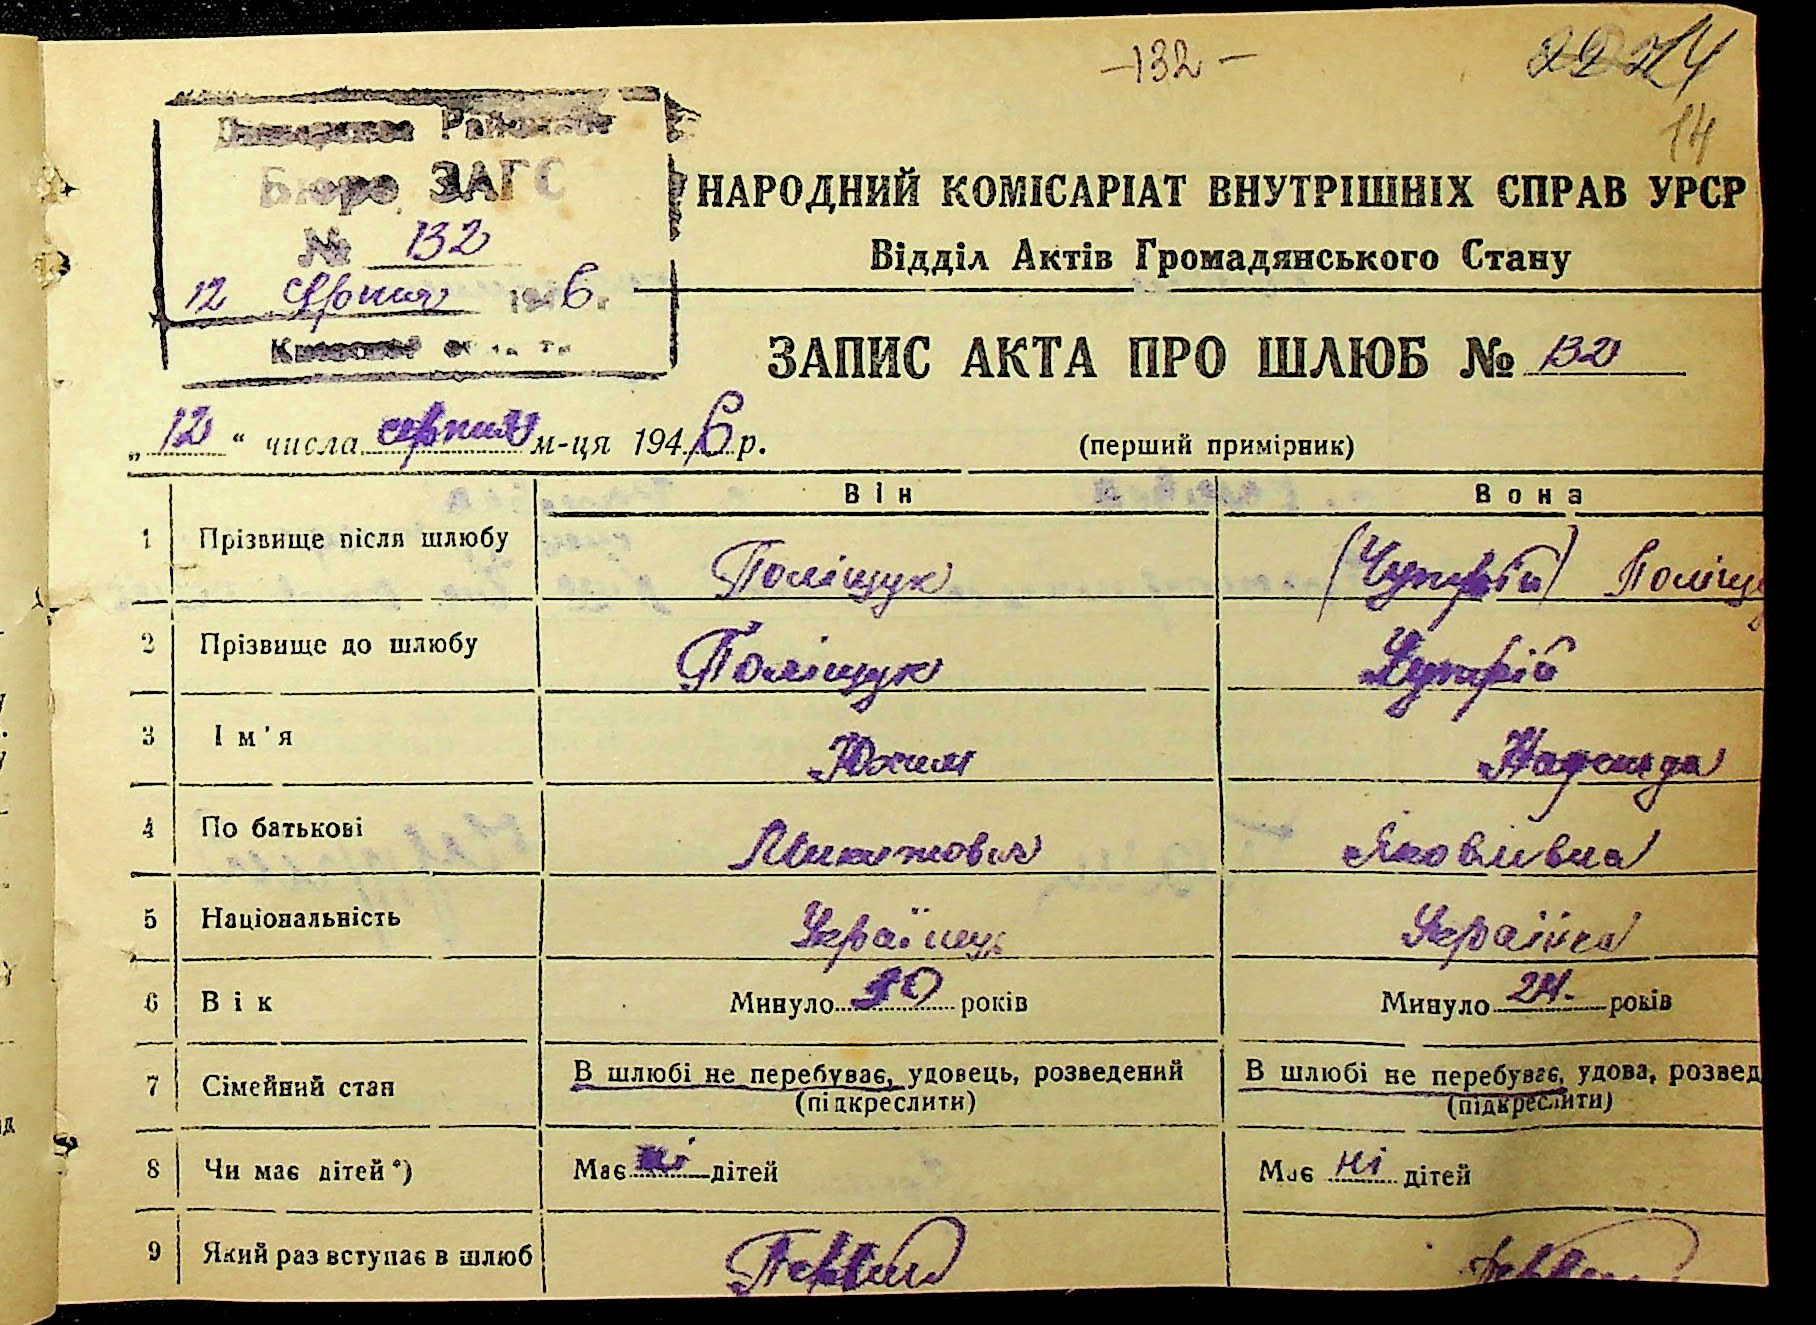 -132-
14
Бюро ЗАГС
№ 132
12 Серпня 1946 г.
НАРОДНИЙ КОМІСАРІАТ ВНУТРІШНІХ СПРАВ УРСР
Відділ Актів Громадянського Стану
ЗАПИС АКТА ПРО ШЛЮБ № 132
„12“ числа серпня м-ця 1946 р.
(перший примірник)
Він Вона
1 Прізвище після шлюбу Поліщук Поліщу
2 Прізвище до шлюбу Поліщук
3 Ім'я Юхим Надежда
4 По батькові Яковлівна
5 Національність Українець Українка
6 Вік Минуло років Минуло 24. років
7 Сімейний стан В шлюбі не перебуває, удовець, розведений В шлюбі не перебуває, удова, розвед
(підкреслити) (підкреслити)
8 Чи має дітей*) Має ні дітей Має ні дітей
9 Який раз вступає в шлюб Первий